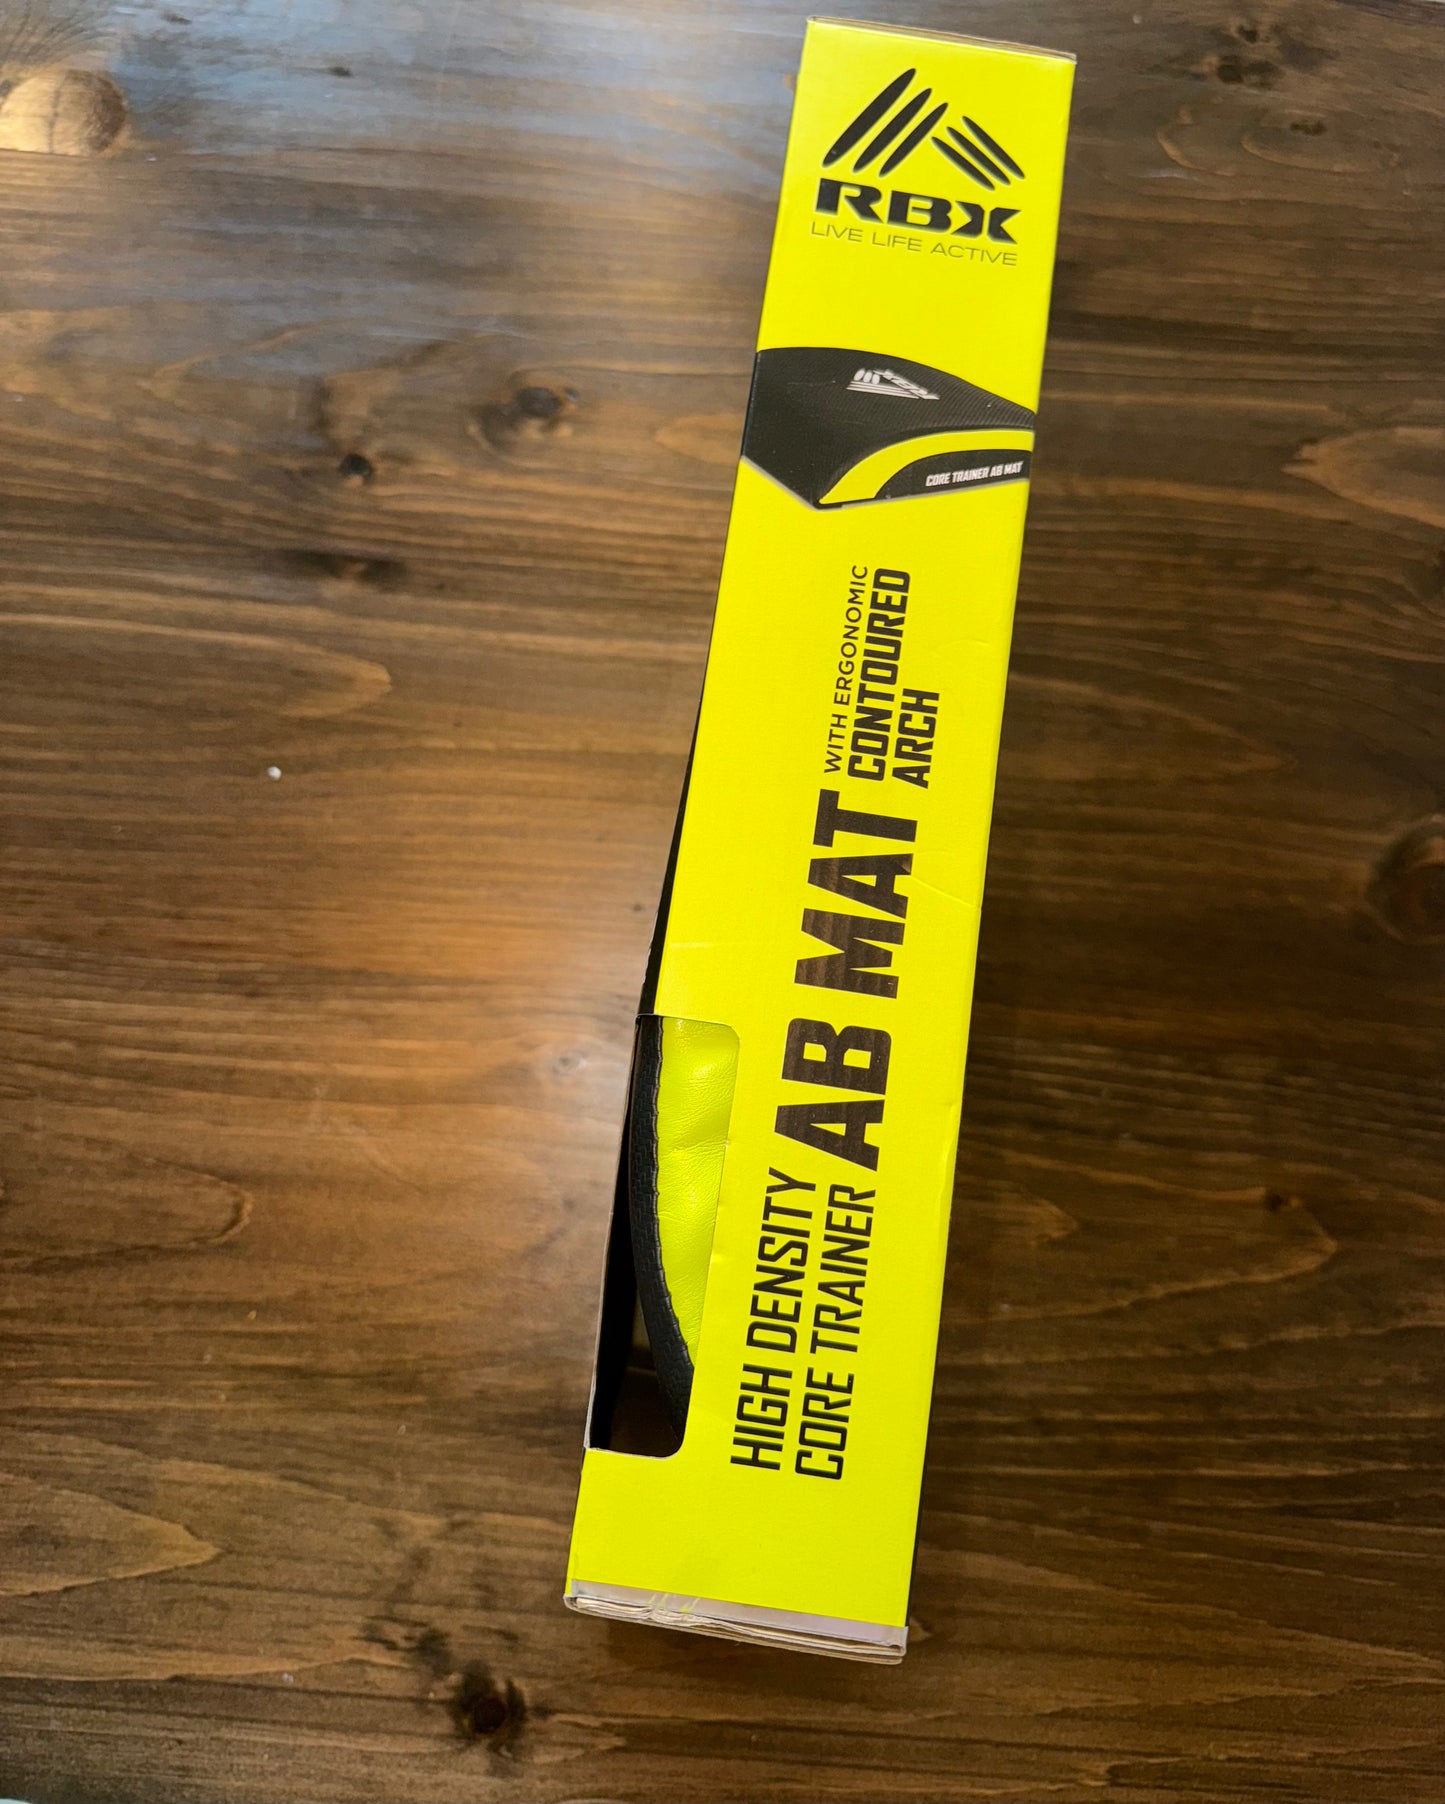 RBX
LIVE LIFE ACTIVE
CORE TRAINER AB MAT
HIGH DENSITY
CORE TRAINER
AB MAT
WITH ERGONOMIC
CONTOURED
ARCH